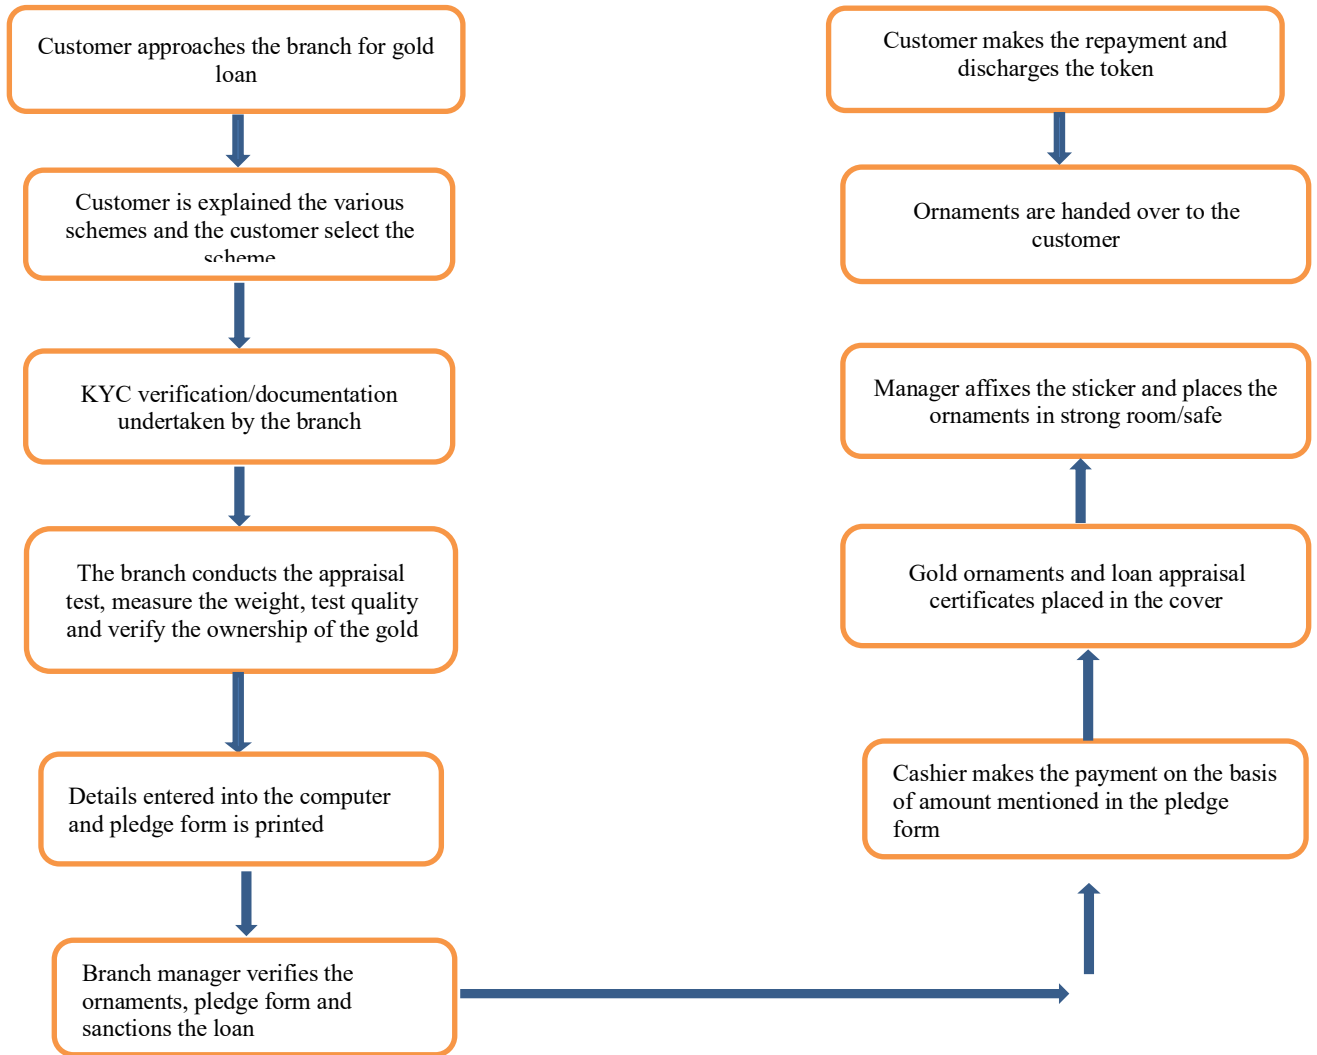 Customer approaches the branch for gold
loan
Customer is explained the various
schemes and the customer select the
scheme
KYC verification/documentation
undertaken by the branch
The branch conducts the appraisal
test, measure the weight, test quality
and verify the ownership of the gold
Details entered into the computer
and pledge form is printed
Branch manager verifies the
ornaments, pledge form and
sanctions the loan
Customer makes the repayment and
discharges the token
Ornaments are handed over to the
customer
Manager affixes the sticker and places the
ornaments in strong room/safe
Gold ornaments and loan appraisal
certificates placed in the cover
Cashier makes the payment on the basis
of amount mentioned in the pledge
form